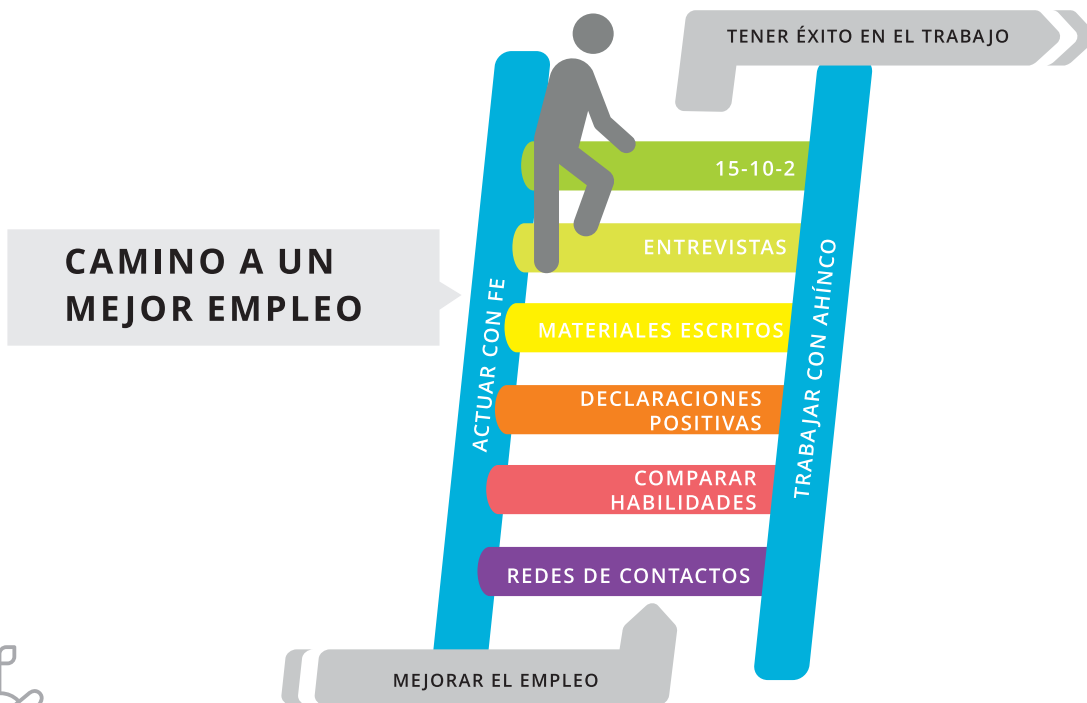 TENER ÉXITO EN EL TRABAJO
15-10-2
ENTREVISTAS
CAMINO A UN
MEJOR EMPLEO
MATERIALES ESCRITOS
ACTUAR CON FE
TRABAJAR CON AHÍNCO
DECLARACIONES
POSITIVAS
COMPARAR
HABILIDADES
REDES DE CONTACTOS
MEJORAR EL EMPLEO